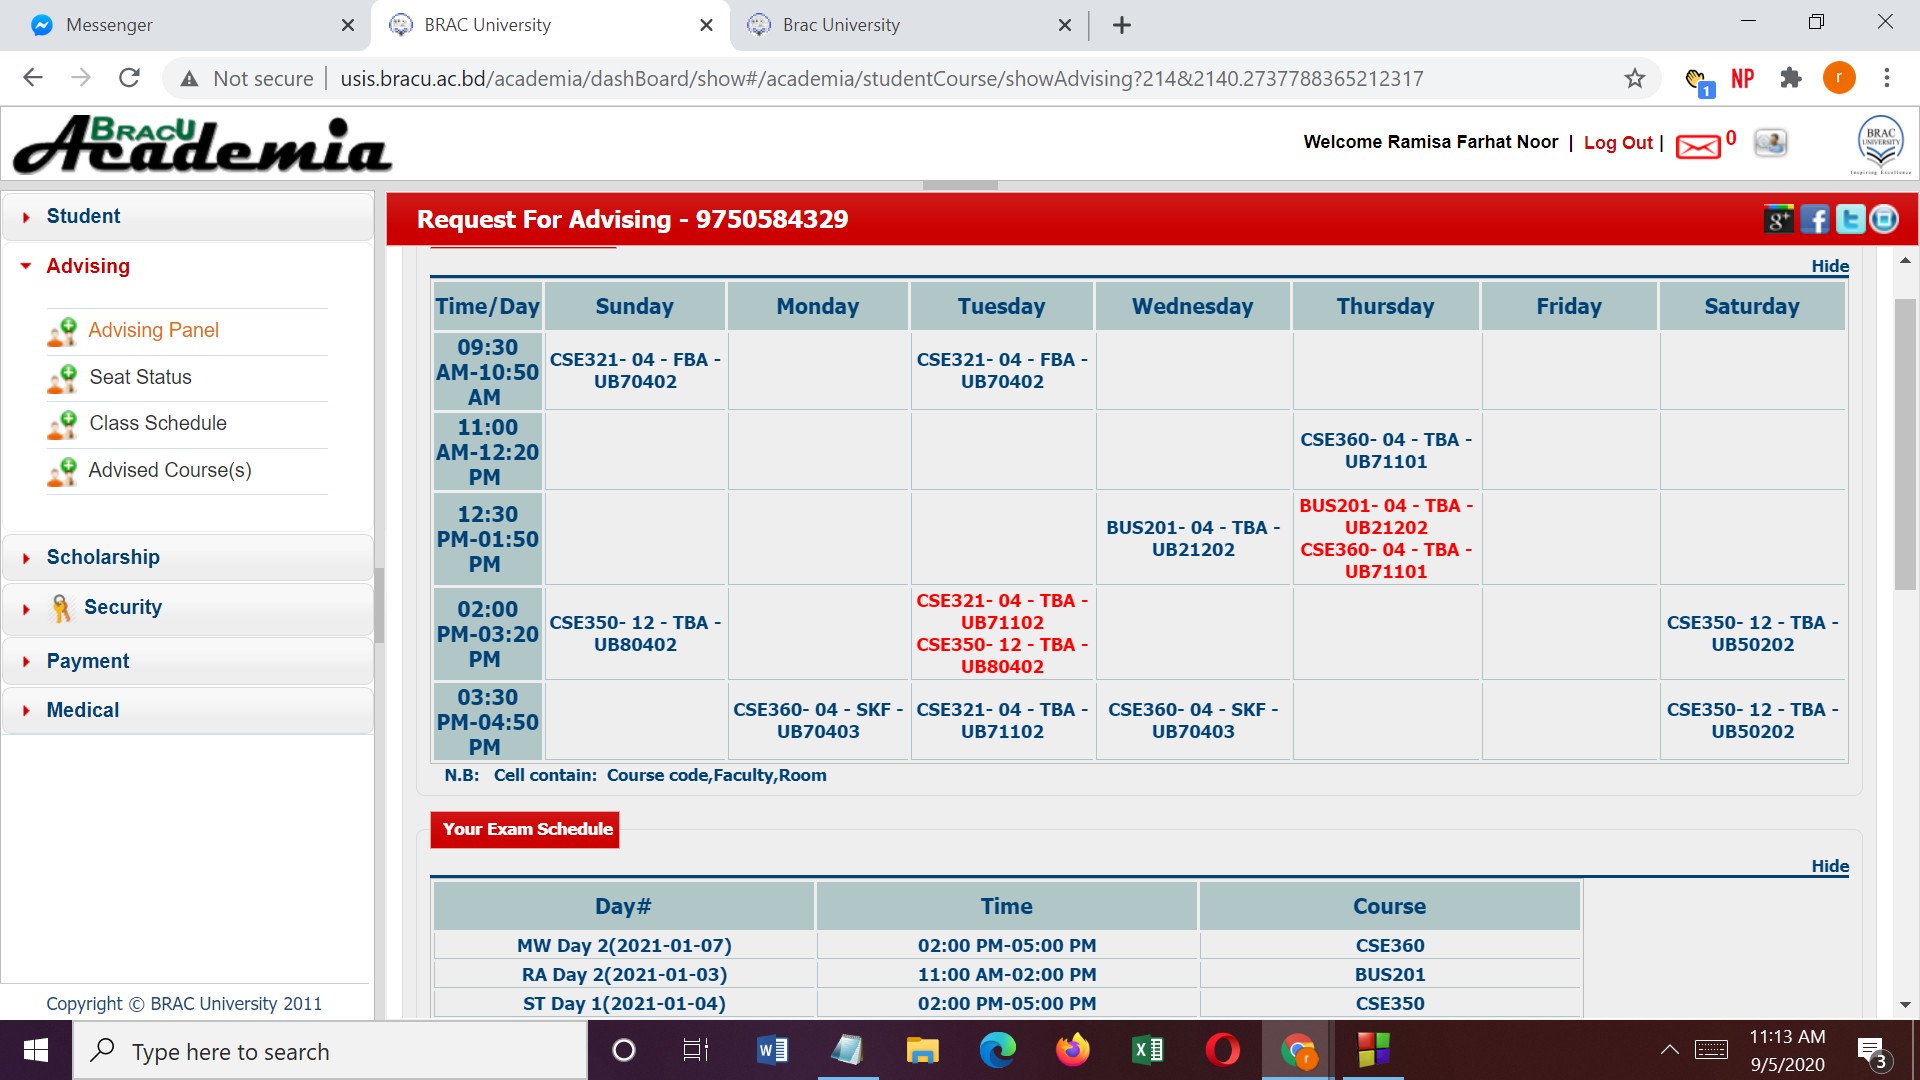 Messenger
BRAC University
Brac University
Not secure
usis.bracu.ac.bd/academia/dashBoard/show#/academia/studentCourse/showAdvising?214&2140.2737788365212317
1
NP
r
BRACU
Academia
Welcome Ramisa Farhat Noor | Log Out | 0
BRAC
UNIVERSITY
Inspiring Excellence
Student
Advising
Advising Panel
Seat Status
Class Schedule
Advised Course(s)
Scholarship
Security
Payment
Medical
Copyright © BRAC University 2011
Request For Advising - 9750584329
g+ f t
Hide
Time/Day Sunday Monday Tuesday Wednesday Thursday Friday Saturday
09:30 AM-10:50 AM
CSE321- 04 - FBA - UB70402
CSE321- 04 - FBA - UB70402
11:00 AM-12:20 PM
CSE360- 04 - TBA - UB71101
12:30 PM-01:50 PM
BUS201- 04 - TBA - UB21202
BUS201- 04 - TBA - UB21202
CSE360- 04 - TBA - UB71101
02:00 PM-03:20 PM
CSE350- 12 - TBA - UB80402
CSE321- 04 - TBA - UB71102
CSE350- 12 - TBA - UB80402
CSE350- 12 - TBA - UB50202
03:30 PM-04:50 PM
CSE360- 04 - SKF - UB70403
CSE321- 04 - TBA - UB71102
CSE360- 04 - SKF - UB70403
CSE350- 12 - TBA - UB50202
N.B: Cell contain: Course code,Faculty,Room
Your Exam Schedule
Hide
Day# Time Course
MW Day 2(2021-01-07) 02:00 PM-05:00 PM CSE360
RA Day 2(2021-01-03) 11:00 AM-02:00 PM BUS201
ST Day 1(2021-01-04) 02:00 PM-05:00 PM CSE350
Type here to search
r
11:13 AM
9/5/2020
3